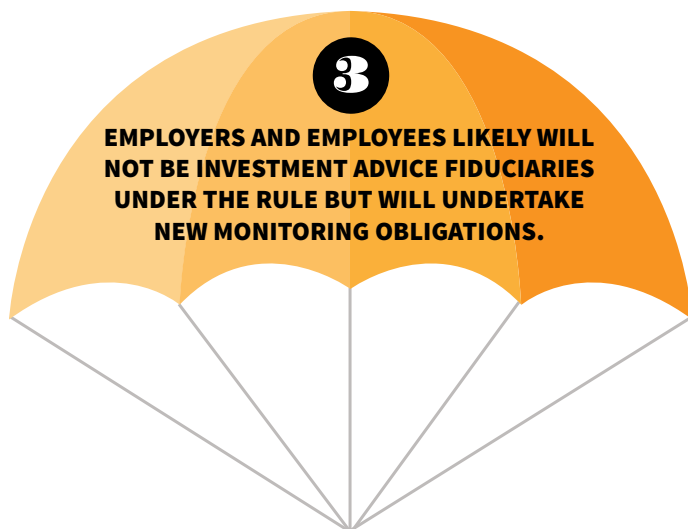 3
EMPLOYERS AND EMPLOYEES LIKELY WILL
NOT BE INVESTMENT ADVICE FIDUCIARIES
UNDER THE RULE BUT WILL UNDERTAKE
NEW MONITORING OBLIGATIONS.